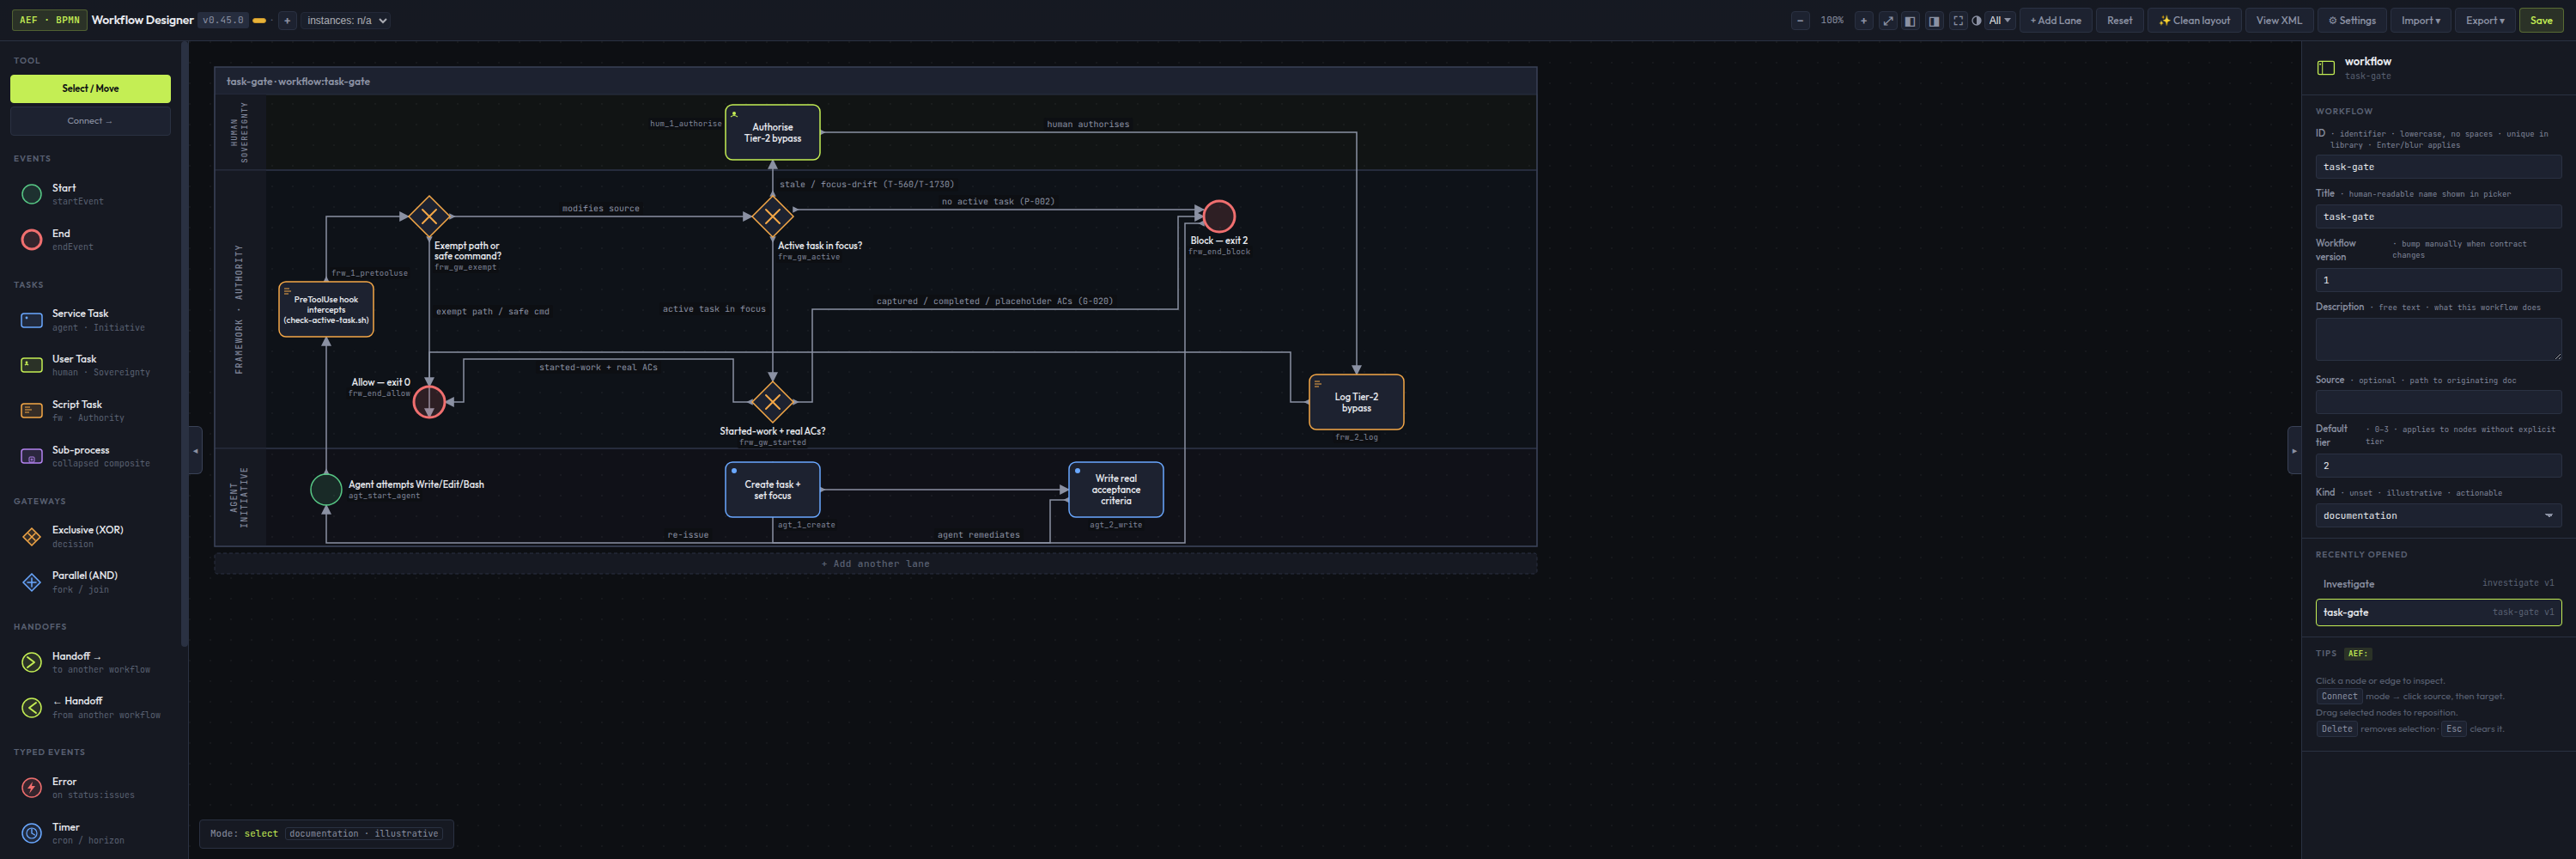 AEF · BPMN Workflow Designer v0.45.0 · + instances: n/a
− 100% + All + Add Lane Reset ✨ Clean layout View XML ⚙ Settings Import ▾ Export ▾ Save
TOOL
Select / Move
Connect →
EVENTS
Start
startEvent
End
endEvent
TASKS
Service Task
agent · Initiative
User Task
human · Sovereignty
Script Task
fw · Authority
Sub-process
collapsed composite
GATEWAYS
Exclusive (XOR)
decision
Parallel (AND)
fork / join
HANDOFFS
Handoff →
to another workflow
← Handoff
from another workflow
TYPED EVENTS
Error
on status:issues
Timer
cron / horizon
task-gate · workflow:task-gate
HUMAN
SOVEREIGNTY
hum_1_authorise
Authorise
Tier-2 bypass
human authorises
FRAMEWORK · AUTHORITY
stale / focus-drift (T-560/T-1730)
modifies source
no active task (P-002)
Exempt path or
safe command?
frw_gw_exempt
Active task in focus?
frw_gw_active
Block — exit 2
frw_end_block
frw_1_pretooluse
PreToolUse hook
intercepts
(check-active-task.sh)
exempt path / safe cmd
active task in focus
captured / completed / placeholder ACs (G-020)
started-work + real ACs
Allow — exit 0
frw_end_allow
Log Tier-2
bypass
frw_2_log
Started-work + real ACs?
frw_gw_started
AGENT
INITIATIVE
Agent attempts Write/Edit/Bash
agt_start_agent
Create task +
set focus
agt_1_create
Write real
acceptance
criteria
agt_2_write
re-issue
agent remediates
+ Add another lane
Mode: select documentation · illustrative
workflow
task-gate
WORKFLOW
ID · identifier · lowercase, no spaces · unique in
library · Enter/blur applies
task-gate
Title · human-readable name shown in picker
task-gate
Workflow
version
· bump manually when contract
changes
1
Description · free text · what this workflow does
Source · optional · path to originating doc
Default
tier
· 0–3 · applies to nodes without explicit
tier
2
Kind · unset · illustrative · actionable
documentation
RECENTLY OPENED
Investigate investigate v1
task-gate task-gate v1
TIPS AEF:
Click a node or edge to inspect.
Connect mode → click source, then target.
Drag selected nodes to reposition.
Delete removes selection · Esc clears it.